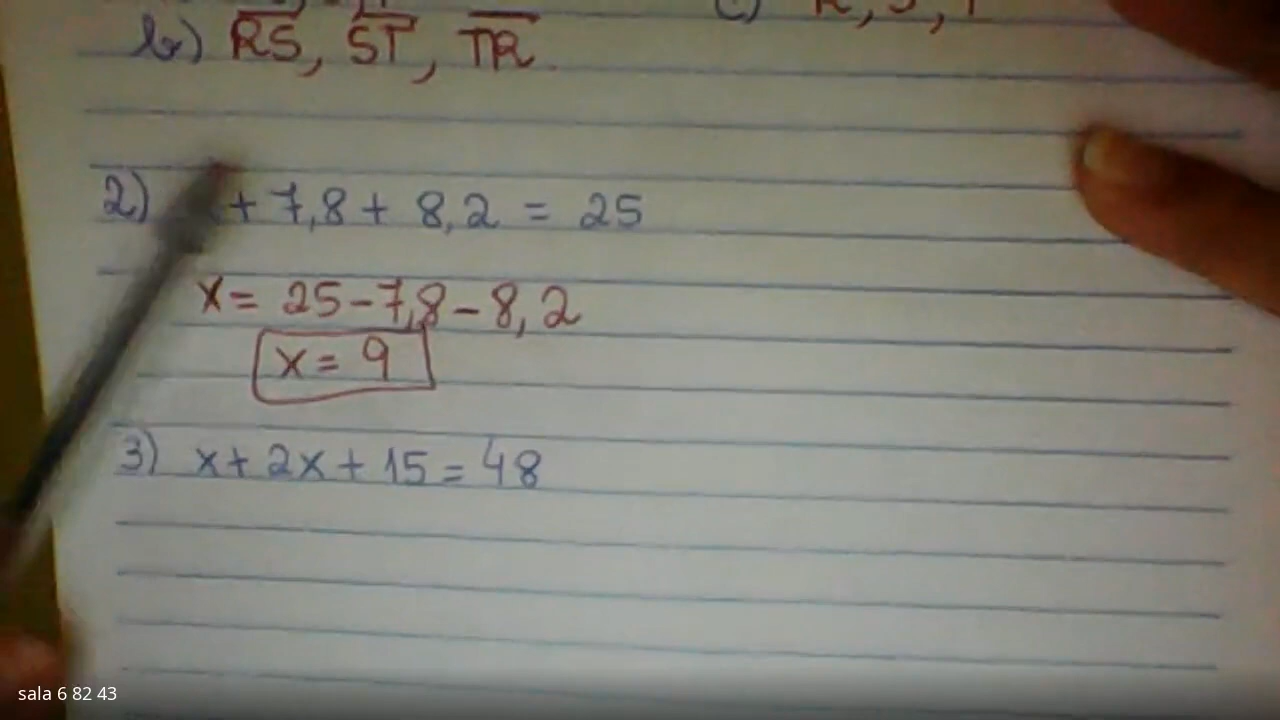 b) RS, ST, TR
2) + 7,8 + 8,2 = 25
x = 25 - 7,8 - 8,2
x = 9
3) x + 2x + 15 = 48
sala 6 82 43